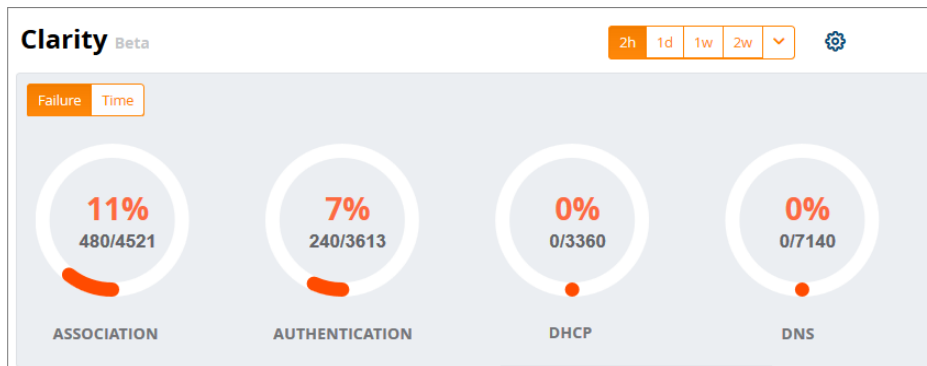 Clarity Beta
2h 1d 1w 2w
Failure Time
11% 7% 0% 0%
480/4521 240/3613 0/3360 0/7140
ASSOCIATION AUTHENTICATION DHCP DNS